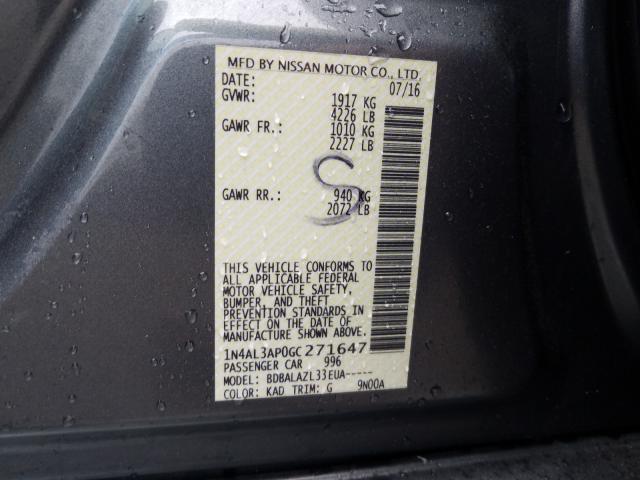 MFD BY NISSAN MOTOR CO., LTD.
DATE: 07/16
GVWR: 1917 KG
4226 LB
GAWR FR.: 1010 KG
2227 LB
S
GAWR RR.: 940 KG
2072 LB
THIS VEHICLE CONFORMS TO
ALL APPLICABLE FEDERAL
MOTOR VEHICLE SAFETY,
BUMPER, AND THEFT
PREVENTION STANDARDS IN
EFFECT ON THE DATE OF
MANUFACTURE SHOWN ABOVE.
1N4AL3AP0GC271647
PASSENGER CAR 996
MODEL: BDBALAZL33EUA-----
COLOR: KAD TRIM: G 9N00A